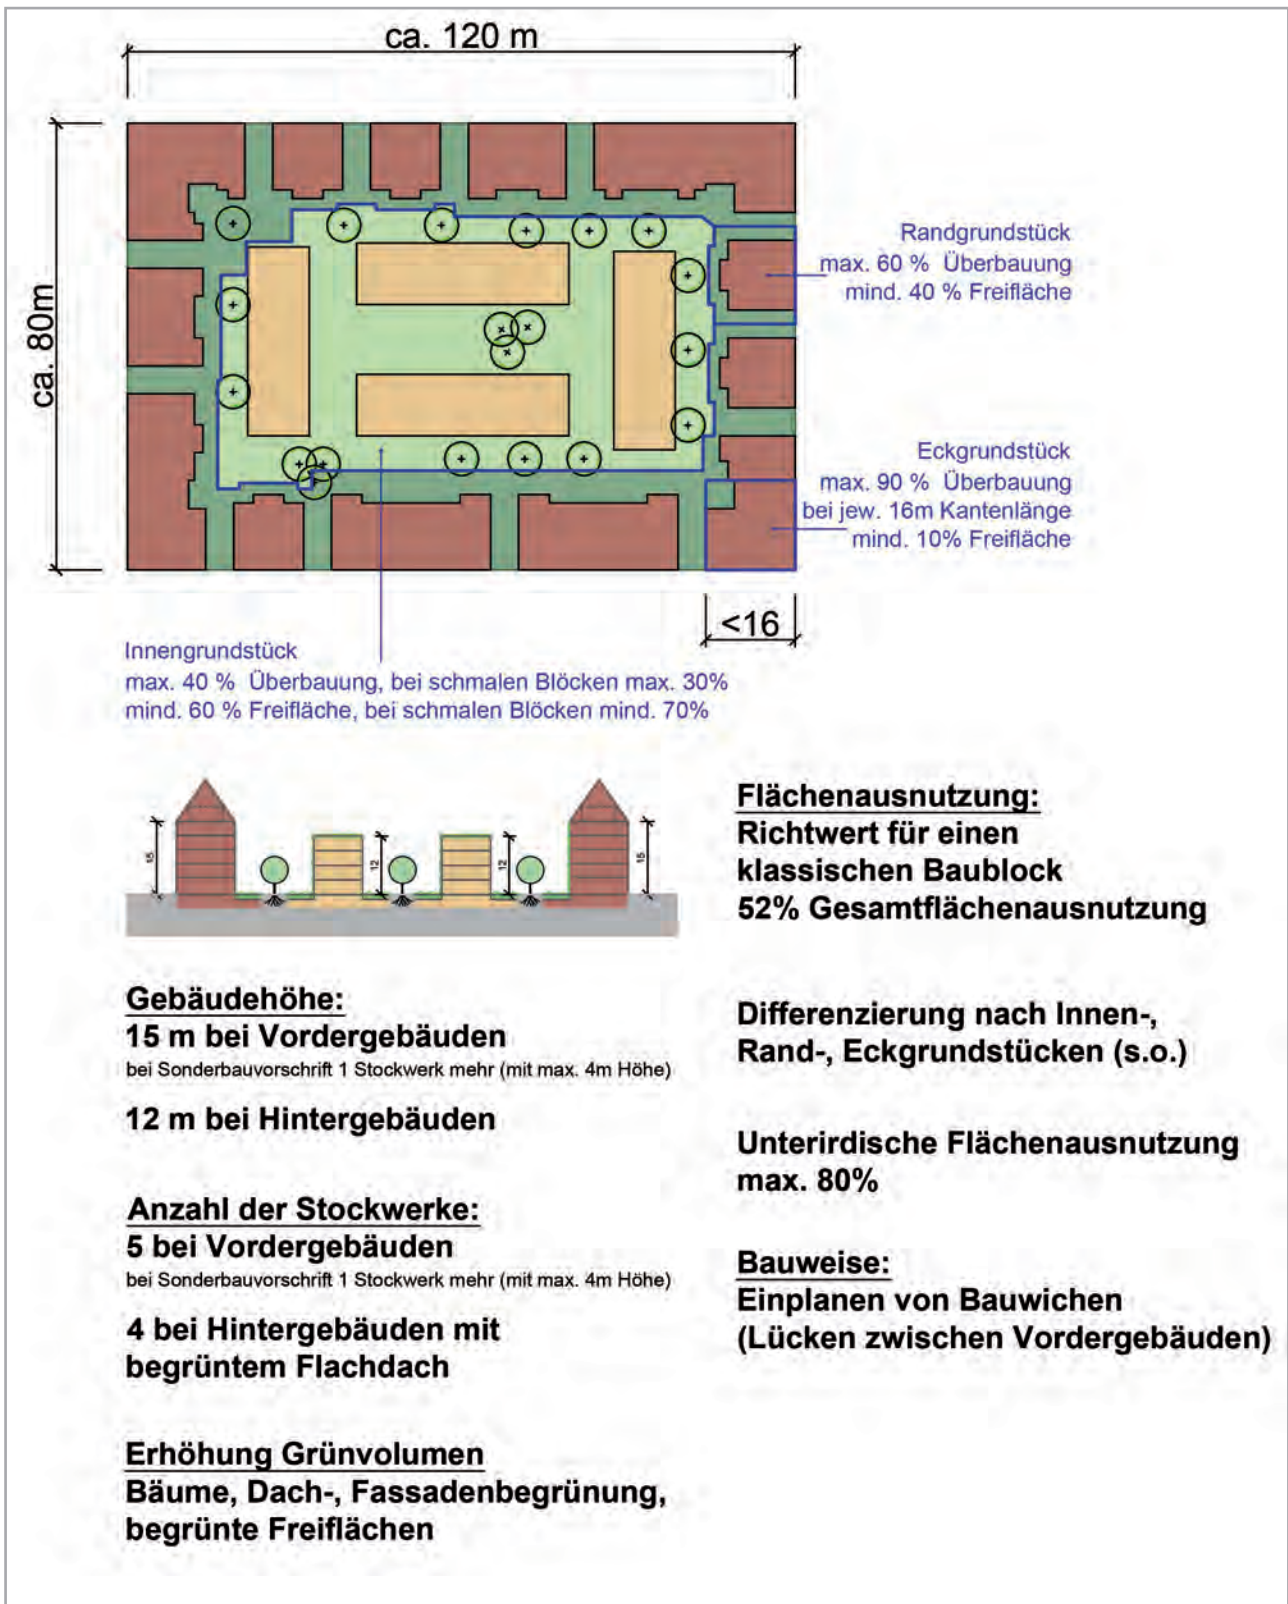 ca. 120 m
ca. 80m
Randgrundstück
max. 60 % Überbauung
mind. 40 % Freifläche
Eckgrundstück
max. 90 % Überbauung
bei jew. 16m Kantenlänge
mind. 10% Freifläche
<16
Innengrundstück
max. 40 % Überbauung, bei schmalen Blöcken max. 30%
mind. 60 % Freifläche, bei schmalen Blöcken mind. 70%
15
12
12
15
Flächenausnutzung:
Richtwert für einen
klassischen Baublock
52% Gesamtflächenausnutzung
Gebäudehöhe:
15 m bei Vordergebäuden
bei Sonderbauvorschrift 1 Stockwerk mehr (mit max. 4m Höhe)
12 m bei Hintergebäuden
Differenzierung nach Innen-,
Rand-, Eckgrundstücken (s.o.)
Unterirdische Flächenausnutzung
max. 80%
Anzahl der Stockwerke:
5 bei Vordergebäuden
bei Sonderbauvorschrift 1 Stockwerk mehr (mit max. 4m Höhe)
4 bei Hintergebäuden mit
begrüntem Flachdach
Bauweise:
Einplanen von Bauwichen
(Lücken zwischen Vordergebäuden)
Erhöhung Grünvolumen
Bäume, Dach-, Fassadenbegrünung,
begrünte Freiflächen